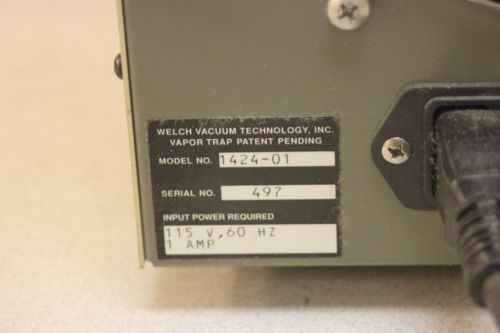 WELCH VACUUM TECHNOLOGY, INC.
VAPOR TRAP PATENT PENDING
MODEL NO. 1424-01
SERIAL NO. 497
INPUT POWER REQUIRED
115 v,60 HZ
1 AMP